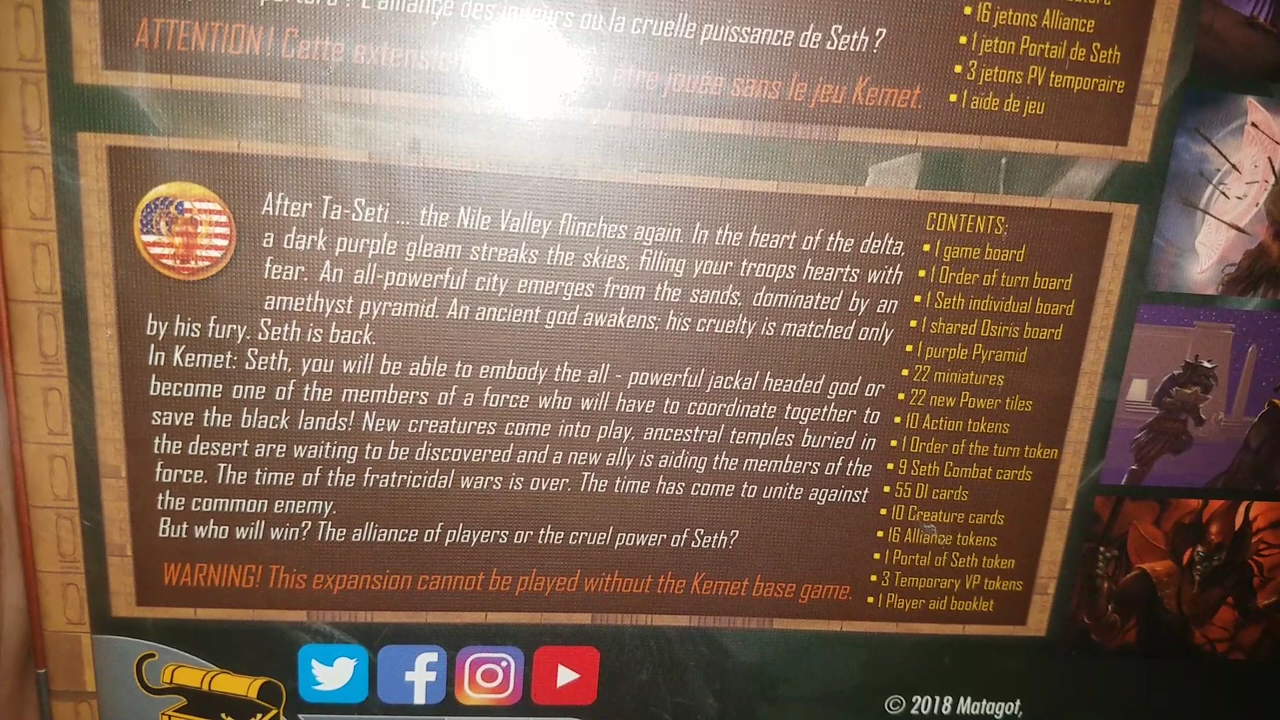 L'alliance des joueurs ou la cruelle puissance de Seth ?
ATTENTION ! Cette être jouée sans le jeu Kemet.
• 16 jetons Alliance
• 1 jeton Portail de Seth
• 3 jetons PV temporaire
• 1 aide de jeu
After Ta-Seti ... the Nile Valley flinches again. In the heart of the delta,
a dark purple gleam streaks the skies, filling your troops hearts with
fear. An all-powerful city emerges from the sands, dominated by an
amethyst pyramid. An ancient god awakens; his cruelty is matched only
by his fury. Seth is back.
In Kemet: Seth, you will be able to embody the all - powerful jackal headed god or
become one of the members of a force who will have to coordinate together to
save the black lands! New creatures come into play, ancestral temples buried in
the desert are waiting to be discovered and a new ally is aiding the members of the
force. The time of the fratricidal wars is over. The time has come to unite against
the common enemy.
But who will win? The alliance of players or the cruel power of Seth?
WARNING! This expansion cannot be played without the Kemet base game.
CONTENTS:
• 1 game board
• 1 Order of turn board
• 1 Seth individual board
• 1 shared Osiris board
• 1 purple Pyramid
• 22 miniatures
• 22 new Power tiles
• 10 Action tokens
• 1 Order of the turn token
• 9 Seth Combat cards
• 55 DI cards
• 10 Creature cards
• 16 Alliance tokens
• 1 Portal of Seth token
• 3 Temporary VP tokens
• 1 Player aid booklet
© 2018 Matagot,